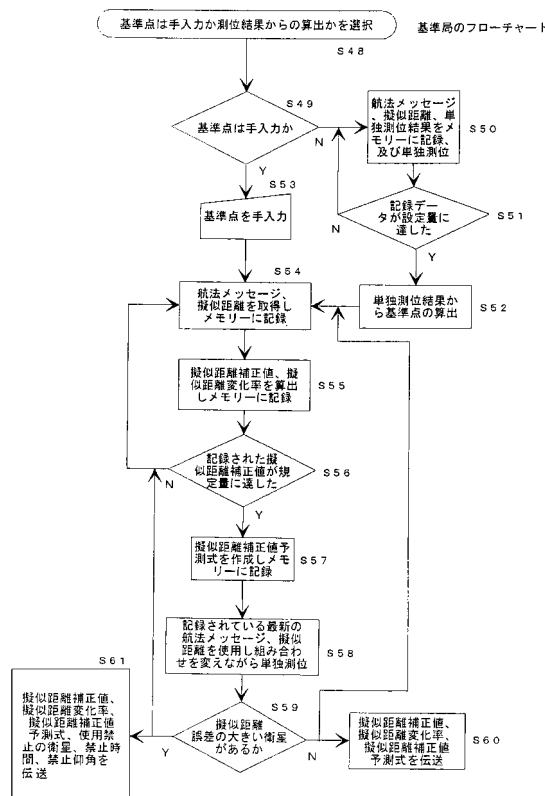 基準点は手入力か測位結果からの算出かを選択
基準局のフローチャート
S48
S49
基準点は手入力か
N
Y
航法メッセージ
、擬似距離、単
独測位結果をメ
モリーに記録、
及び単独測位
S50
記録デー
タが設定量に
達した
S51
N
Y
S53
基準点を手入力
単独測位結果か
ら基準点の算出
S52
S54
航法メッセージ、
擬似距離を取得し
メモリーに記録
擬似距離補正値、擬
似距離変化率を算出
しメモリーに記録
S55
記録された擬
似距離補正値が規
定量に達した
S56
N
Y
擬似距離補正値予
測式を作成しメモ
リーに記録
S57
記録されている最新の
航法メッセージ、擬似
距離を使用し組み合わ
せを変えながら単独測位
S58
S59
擬似距離
誤差の大きい衛星
があるか
Y
N
S61
擬似距離補正値、
擬似距離変化率、
擬似距離補正値
予測式、使用禁
止の衛星、禁止時
間、禁止仰角を
伝送
擬似距離補正値、
擬似距離変化率、
擬似距離補正値
予測式を伝送
S60